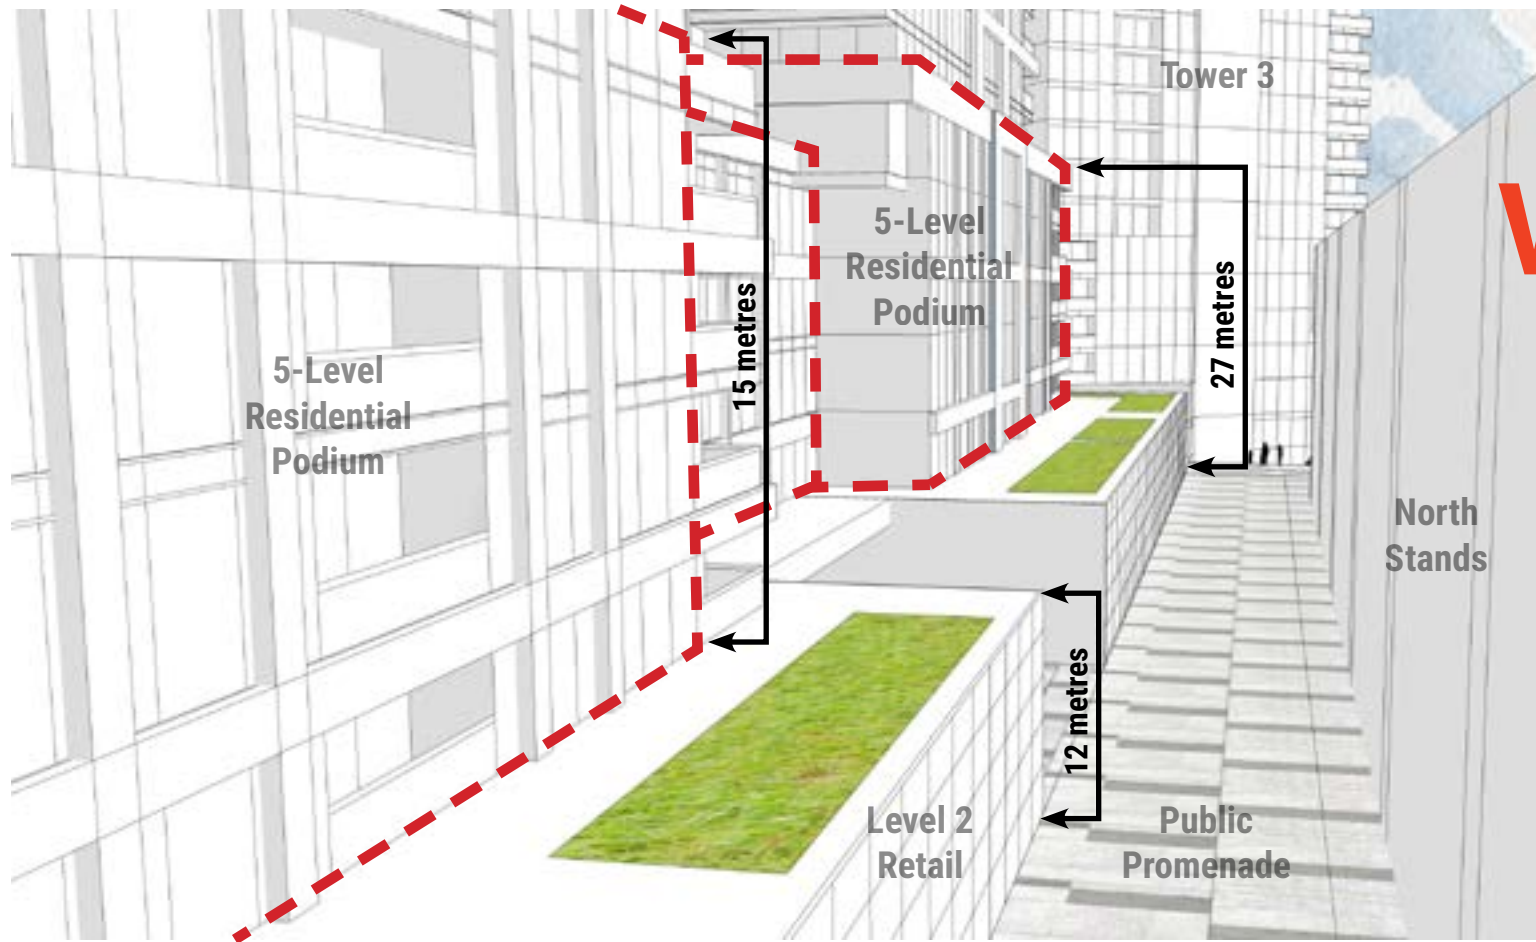 Tower 3
5-Level
Residential
Podium
27 metres
15 metres
5-Level
Residential
Podium
North
Stands
12 metres
Level 2
Retail
Public
Promenade